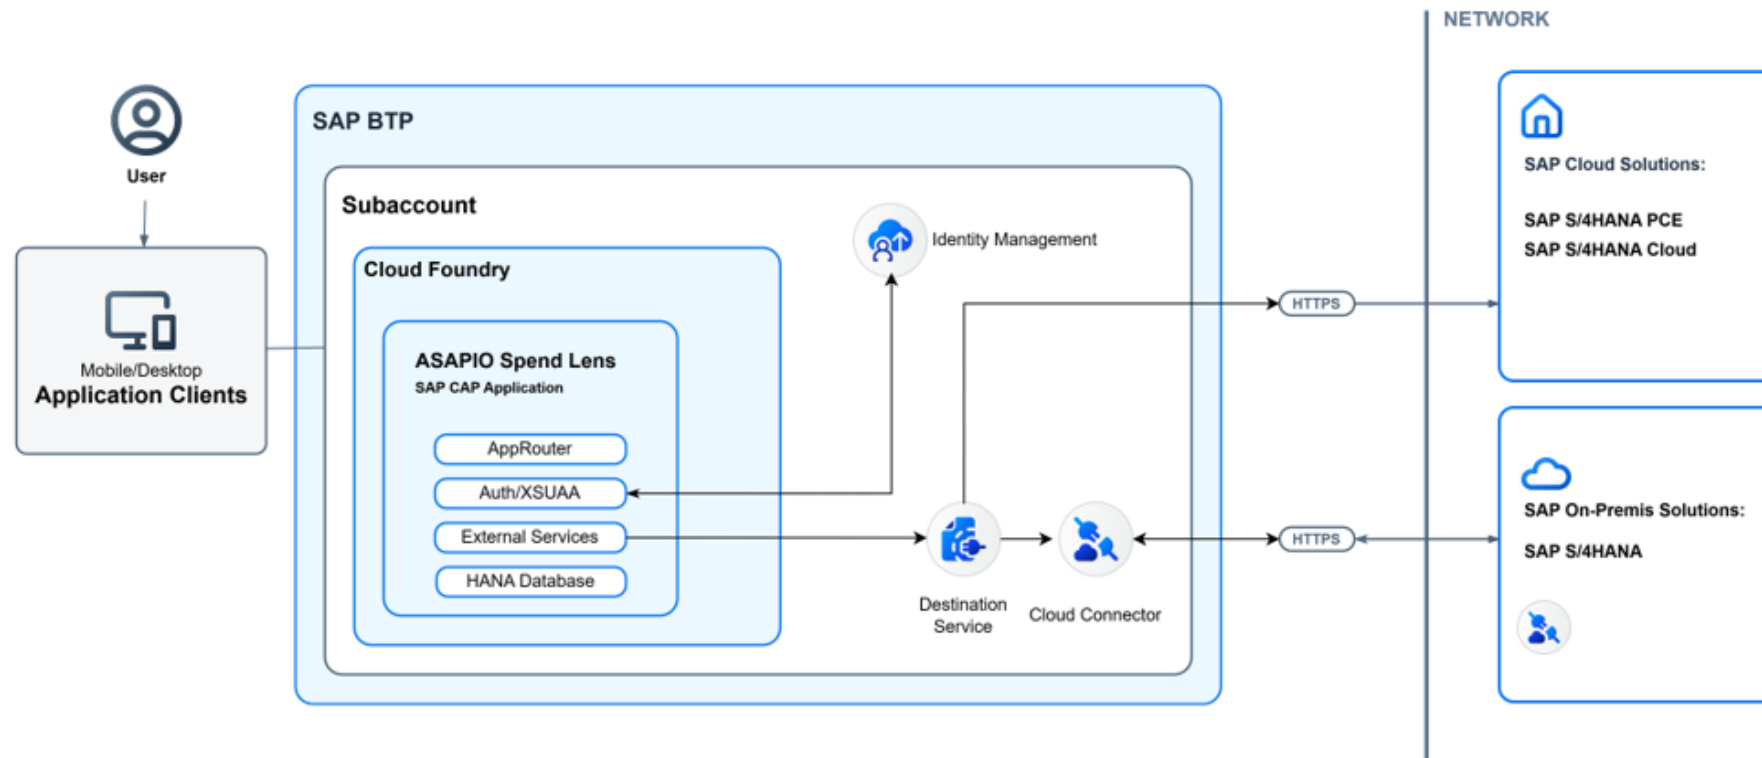 NETWORK
User
Mobile/Desktop
Application Clients
SAP BTP
Subaccount
Cloud Foundry
ASAPIO Spend Lens
SAP CAP Application
AppRouter
Auth/XSUAA
External Services
HANA Database
Identity Management
Destination
Service
Cloud Connector
HTTPS
HTTPS
SAP Cloud Solutions:
SAP S/4HANA PCE
SAP S/4HANA Cloud
SAP On-Premis Solutions:
SAP S/4HANA